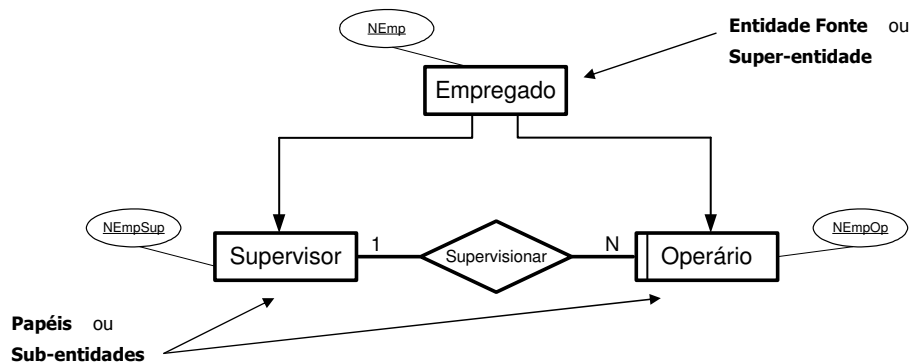 NEmp
Entidade Fonte ou
Super-entidade
Empregado
NEmpSup
NEmpOp
Supervisor
1
Supervisionar
N
Operário
Papéis ou
Sub-entidades